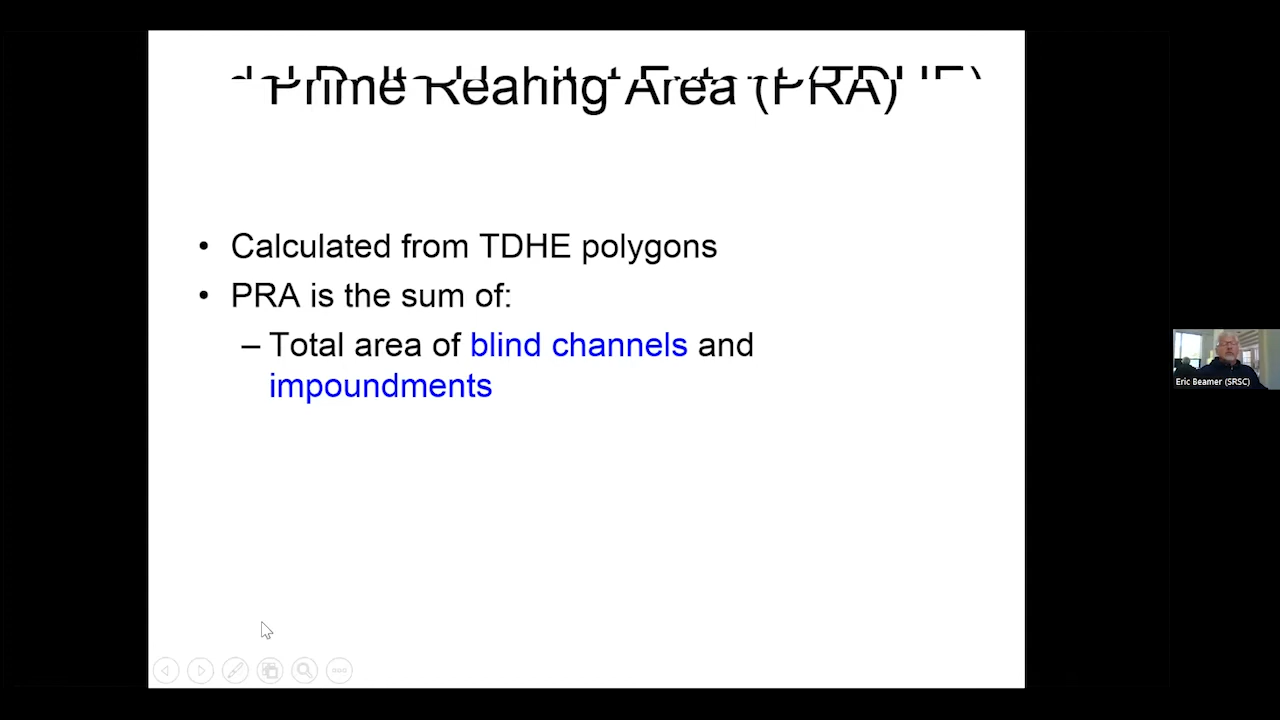 Prime Rearing Area (PRA)
• Calculated from TDHE polygons
• PRA is the sum of:
– Total area of blind channels and
impoundments
Eric Beamer (SRSC)